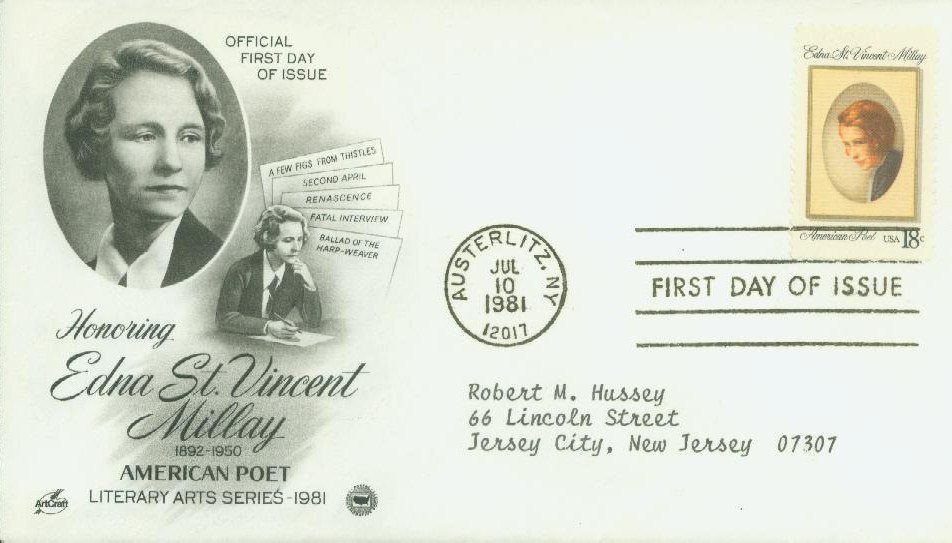 OFFICIAL
FIRST DAY
OF ISSUE
A FEW FIGS FROM THISTLES
SECOND APRIL
RENASCENCE
FATAL INTERVIEW
BALLAD OF THE
HARP-WEAVER
Honoring
Edna St. Vincent
Millay
1892-1950
AMERICAN POET
LITERARY ARTS SERIES-1981
ArtCraft
Edna St. Vincent Millay
American Poet USA 18c
AUSTERLITZ, NY
JUL
10
1981
12017
FIRST DAY OF ISSUE
Robert M. Hussey
66 Lincoln Street
Jersey City, New Jersey 07307